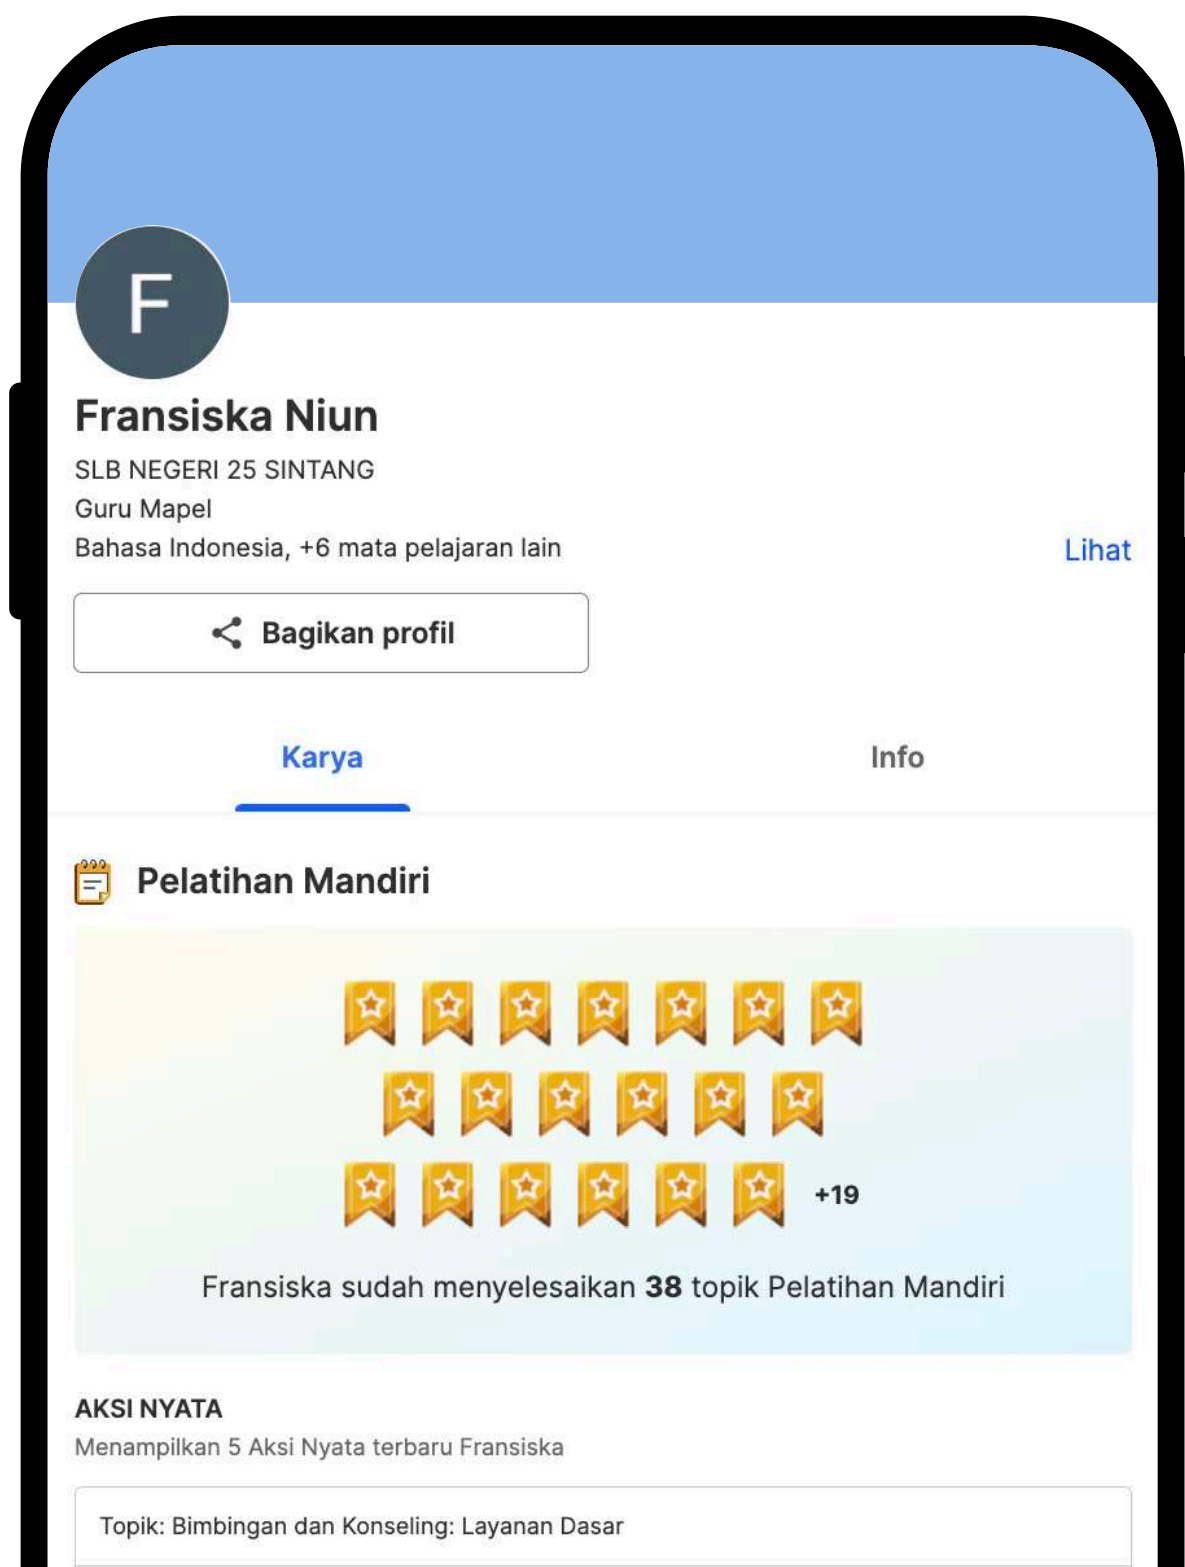 F
Fransiska Niun
SLB NEGERI 25 SINTANG
Guru Mapel
Bahasa Indonesia, +6 mata pelajaran lain
Lihat
Bagikan profil
Karya
Info
Pelatihan Mandiri
+19
Fransiska sudah menyelesaikan 38 topik Pelatihan Mandiri
AKSI NYATA
Menampilkan 5 Aksi Nyata terbaru Fransiska
Topik: Bimbingan dan Konseling: Layanan Dasar